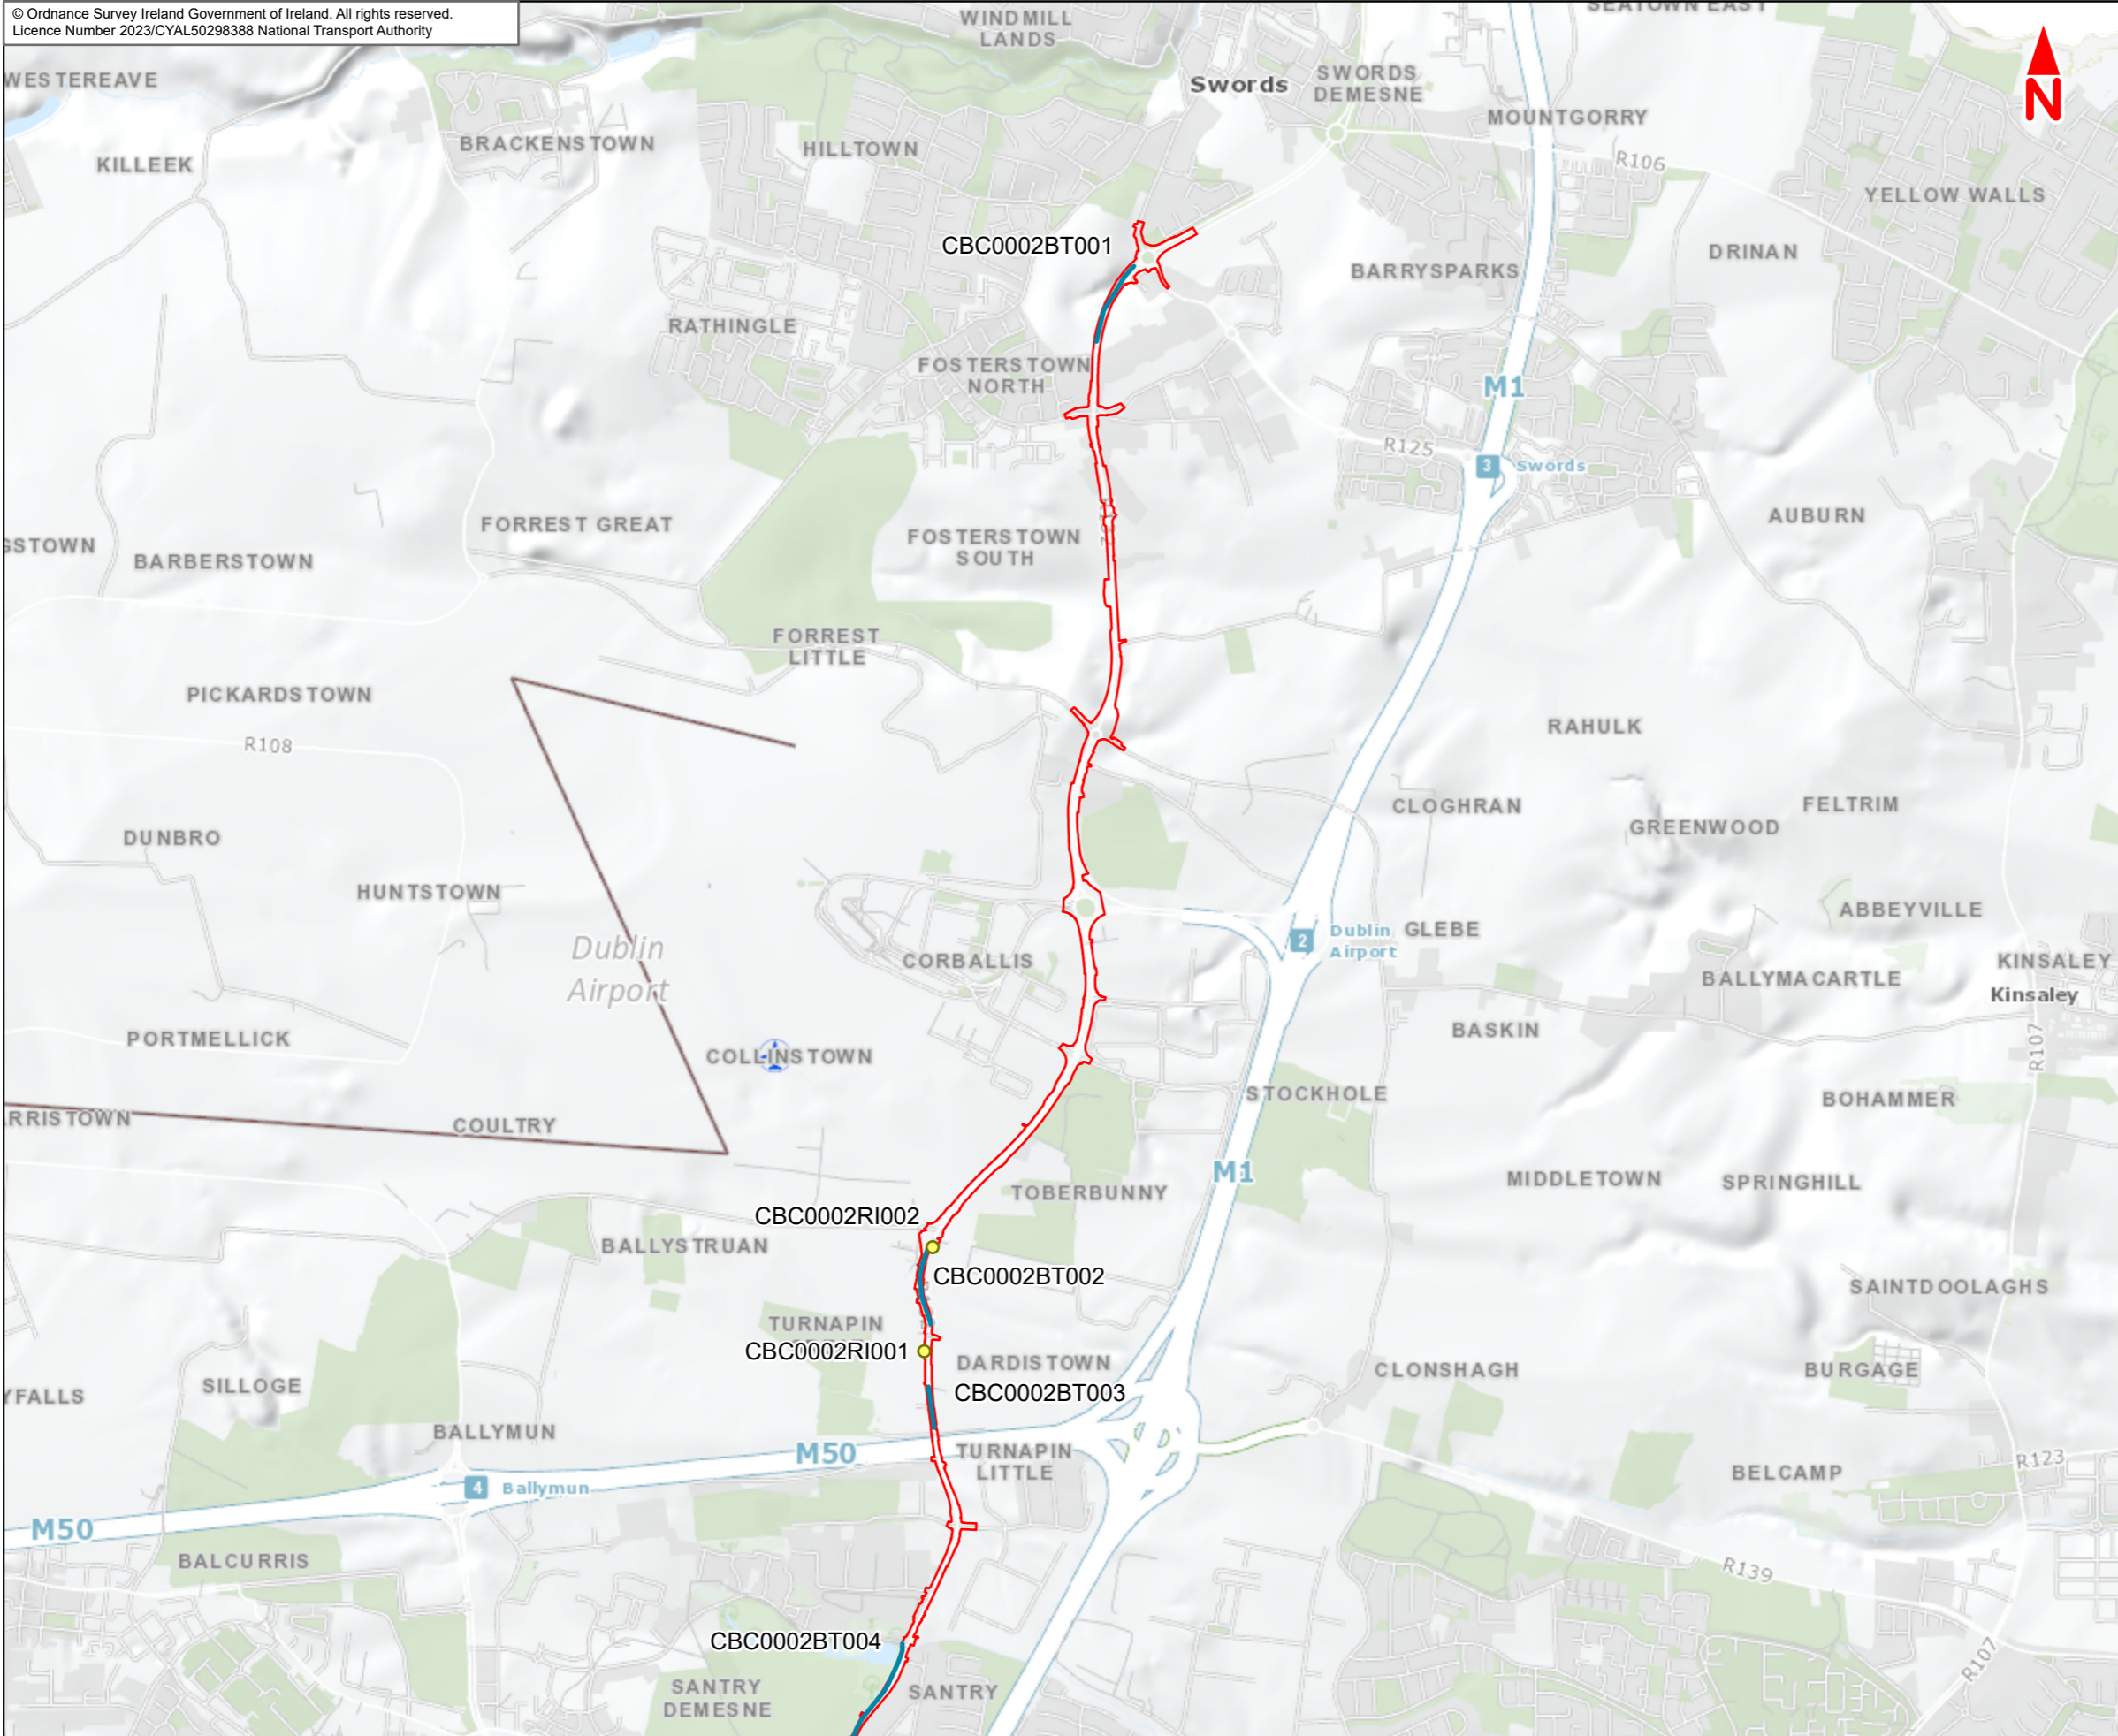 © Ordnance Survey Ireland Government of Ireland. All rights reserved.
Licence Number 2023/CYAL50298388 National Transport Authority
WINDMILL
LANDS
SEATOWN EAST
N
WESTEREAVE
Swords
SWORDS
DEMESNE
MOUNTGORRY
KILLEEK
BRACKENSTOWN
HILLTOWN
R106
YELLOW WALLS
CBC0002BT001
BARRYSPARKS
DRINAN
RATHINGLE
FOSTERSTOWN
NORTH
M1
R125
3
Swords
FORREST GREAT
FOSTERSTOWN
SOUTH
AUBURN
GSTOWN
BARBERSTOWN
FORREST
LITTLE
PICKARDSTOWN
R108
RAHULK
DUNBRO
CLOGHRAN
GREENWOOD
FELTRIM
HUNTSTOWN
Dublin
Airport
CORBALLIS
2
Dublin
Airport
GLEBE
ABBEYVILLE
BALLYMACARTLE
KINSALEY
Kinsaley
PORTMELLICK
COLLINSTOWN
BASKIN
R107
STOCKHOLE
BOHAMMER
RRISTOWN
COULTRY
M1
TOBERBUNNY
MIDDLETOWN
SPRINGHILL
CBC0002RI002
BALLYSTRUAN
CBC0002BT002
SAINTDOOLAGHS
TURNAPIN
CBC0002RI001
DARDISTOWN
CBC0002BT003
CLONSHAGH
BURGAGE
YFALLS
SILLOGE
BALLYMUN
M50
TURNAPIN
LITTLE
R123
BELCAMP
4
Ballymun
M50
BALCURRIS
R139
CBC0002BT004
SANTRY
DEMESNE
SANTRY
R107